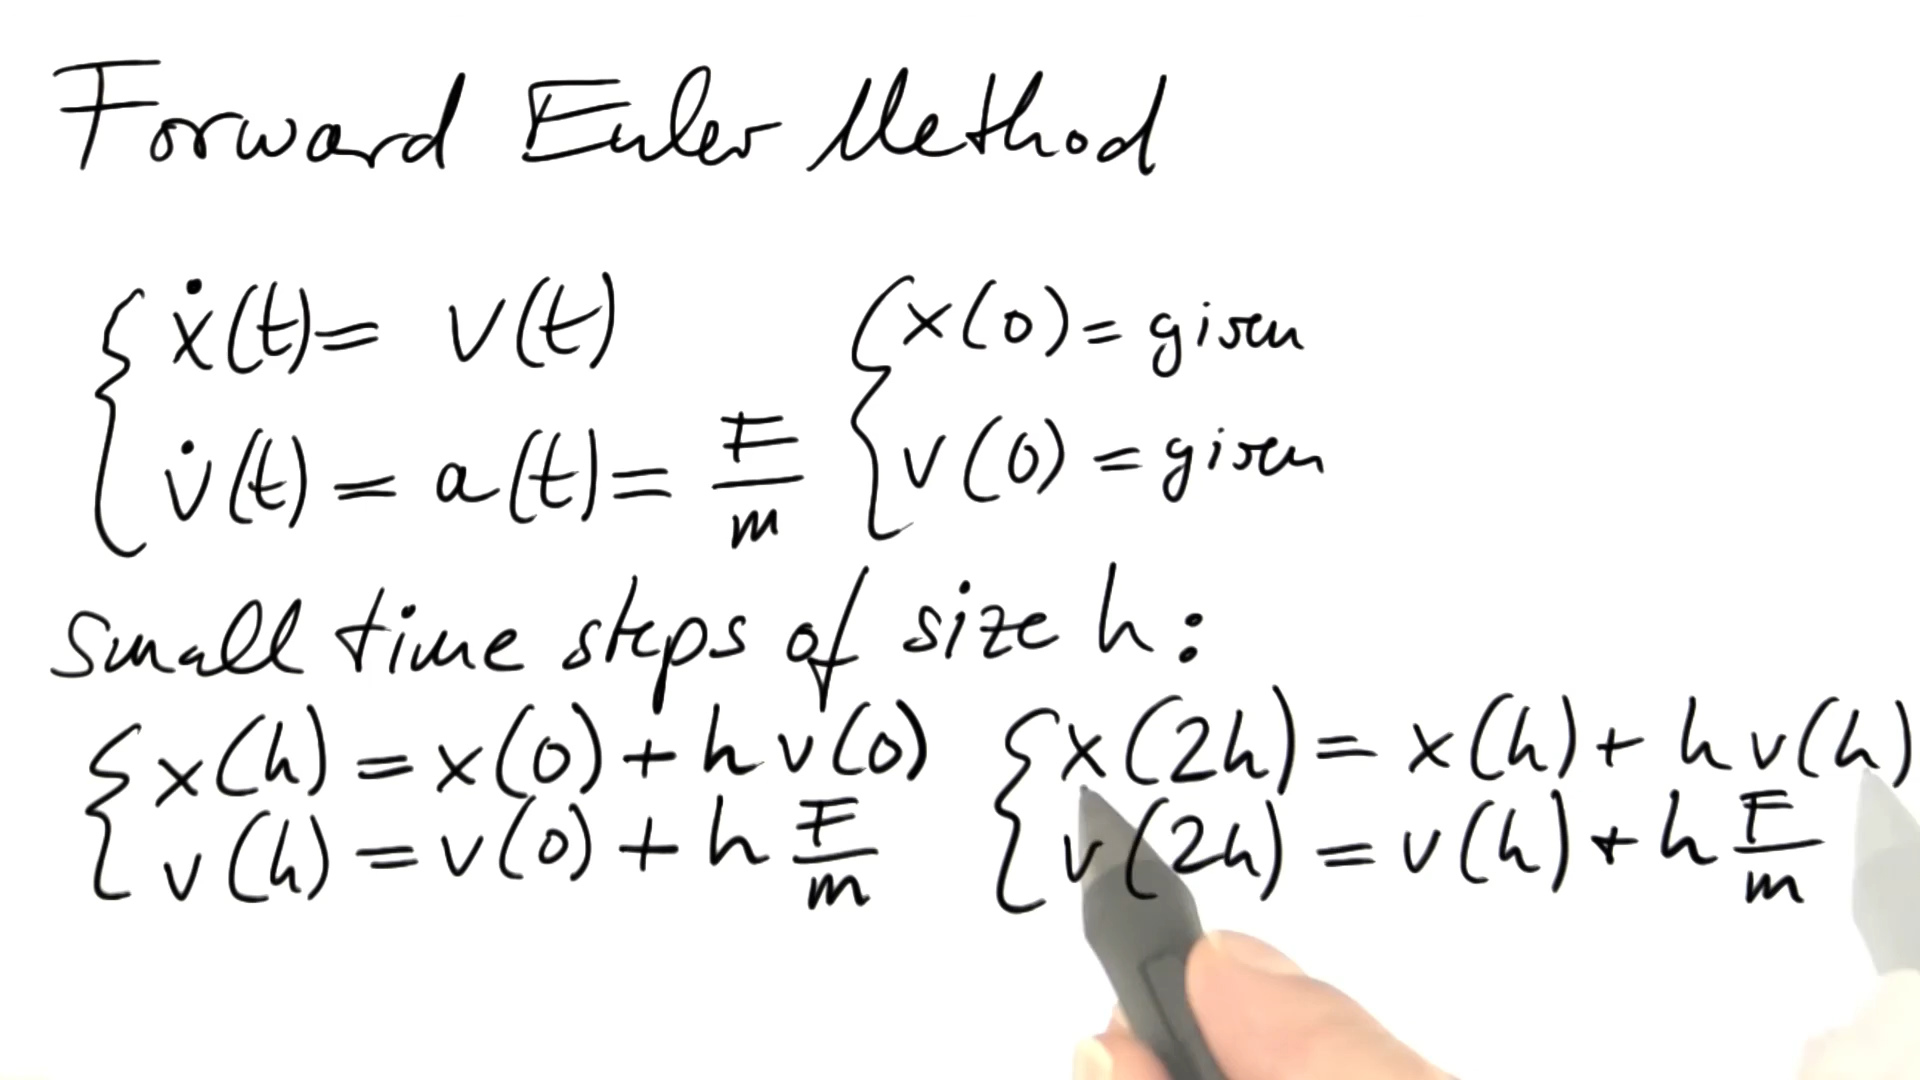 Forward Euler Method
ẋ(t) = v(t)
v̇(t) = a(t) = F/m
x(0) = given
v(0) = given
Small time steps of size h:
x(h) = x(0) + h v(0)
v(h) = v(0) + h F/m
x(2h) = x(h) + h v(h)
v(2h) = v(h) + h F/m